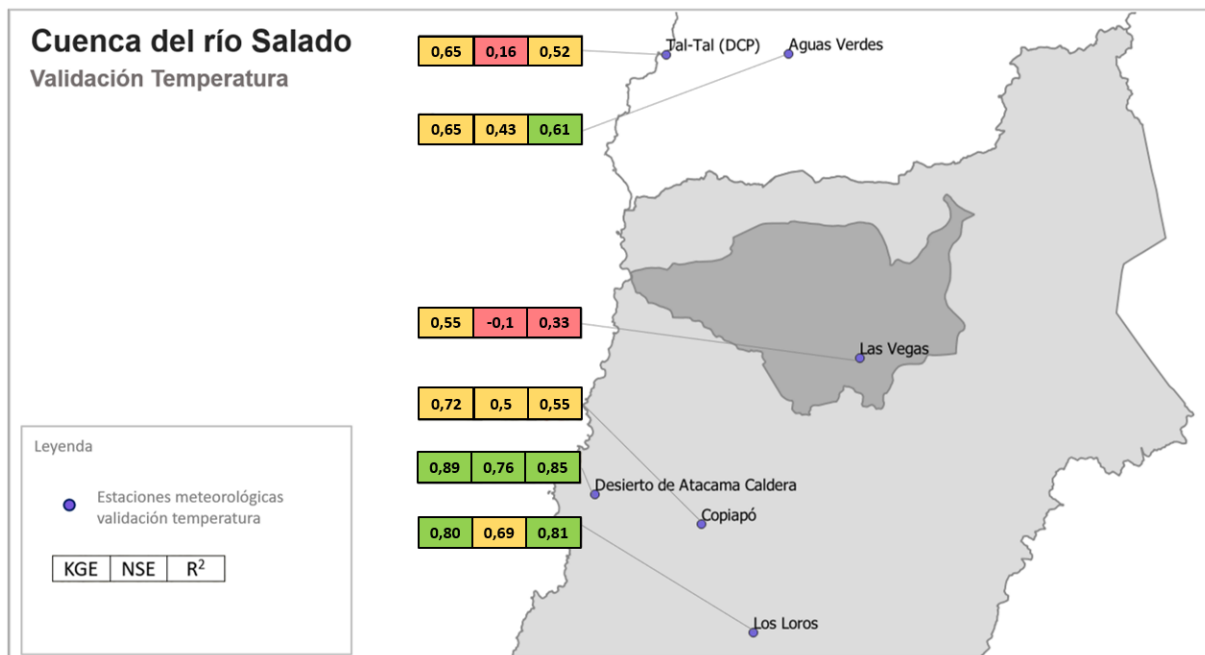 Cuenca del río Salado
Validación Temperatura
0,65 0,16 0,52
Tal-Tal (DCP)
Aguas Verdes
0,65 0,43 0,61
0,55 -0,1 0,33
Las Vegas
0,72 0,5 0,55
0,89 0,76 0,85
Desierto de Atacama Caldera
Copiapó
0,80 0,69 0,81
Los Loros
Leyenda
Estaciones meteorológicas
validación temperatura
KGE NSE R²